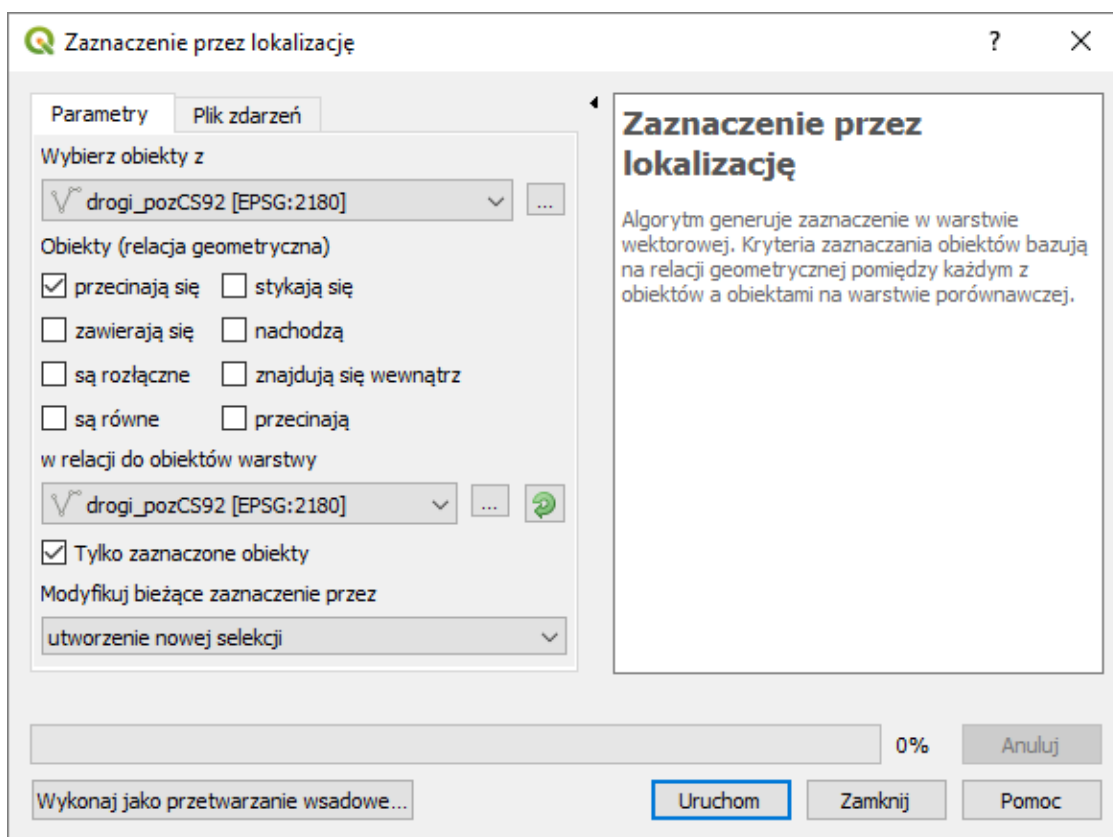 Zaznaczenie przez lokalizację
?
Parametry
Plik zdarzeń
Wybierz obiekty z
drogi_pozCS92 [EPSG:2180]
...
Obiekty (relacja geometryczna)
przecinają się
stykają się
zawierają się
nachodzą
są rozłączne
znajdują się wewnątrz
są równe
przecinają
w relacji do obiektów warstwy
drogi_pozCS92 [EPSG:2180]
...
Tylko zaznaczone obiekty
Modyfikuj bieżące zaznaczenie przez
utworzenie nowej selekcji
Zaznaczenie przez
lokalizację
Algorytm generuje zaznaczenie w warstwie
wektorowej. Kryteria zaznaczania obiektów bazują
na relacji geometrycznej pomiędzy każdym z
obiektów a obiektami na warstwie porównawczej.
0%
Anuluj
Wykonaj jako przetwarzanie wsadowe...
Uruchom
Zamknij
Pomoc